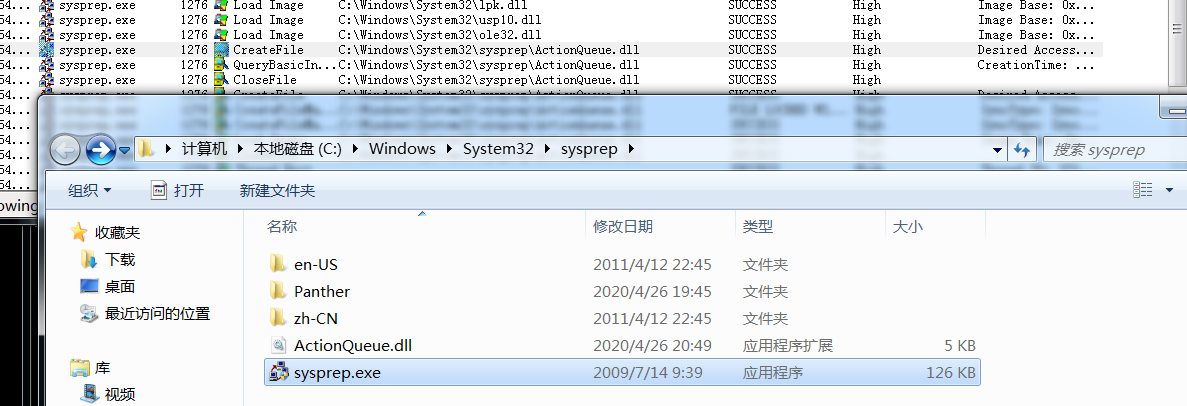 54... sysprep.exe 1276 Load Image C:\Windows\System32\lpk.dll SUCCESS High Image Base: 0x...
54... sysprep.exe 1276 Load Image C:\Windows\System32\usp10.dll SUCCESS High Image Base: 0x...
54... sysprep.exe 1276 Load Image C:\Windows\System32\ole32.dll SUCCESS High Image Base: 0x...
54... sysprep.exe 1276 CreateFile C:\Windows\System32\sysprep\ActionQueue.dll SUCCESS High Desired Access...
54... sysprep.exe 1276 QueryBasicIn... C:\Windows\System32\sysprep\ActionQueue.dll SUCCESS High CreationTime: ...
54... sysprep.exe 1276 CloseFile C:\Windows\System32\sysprep\ActionQueue.dll SUCCESS High
54...
54...
54...
54...
54...
54...
54...
owing
计算机 本地磁盘 (C:) Windows System32 sysprep 搜索 sysprep
组织 打开 新建文件夹
名称 修改日期 类型 大小
收藏夹
下载
桌面
最近访问的位置
库
视频
en-US 2011/4/12 22:45 文件夹
Panther 2020/4/26 19:45 文件夹
zh-CN 2011/4/12 22:45 文件夹
ActionQueue.dll 2020/4/26 20:49 应用程序扩展 5 KB
sysprep.exe 2009/7/14 9:39 应用程序 126 KB